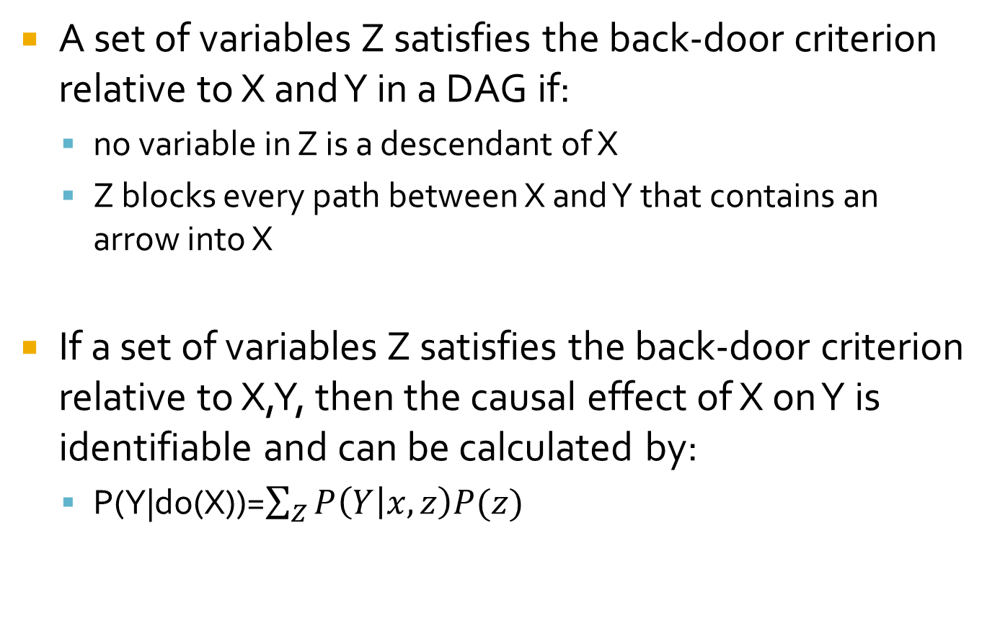 A set of variables Z satisfies the back-door criterion
relative to X and Y in a DAG if:
no variable in Z is a descendant of X
Z blocks every path between X and Y that contains an
arrow into X
If a set of variables Z satisfies the back-door criterion
relative to X,Y, then the causal effect of X on Y is
identifiable and can be calculated by:
P(Y|do(X))=∑_Z P(Y|x,z)P(z)